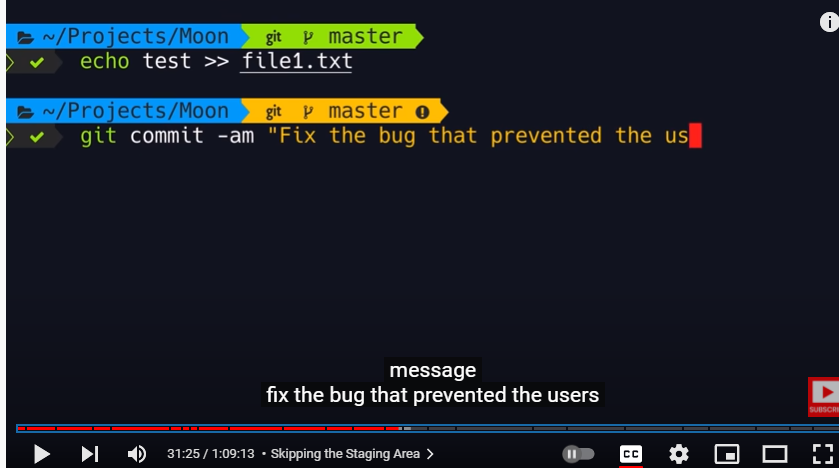 ~/Projects/Moon git master
echo test >> file1.txt
~/Projects/Moon git master
git commit -am "Fix the bug that prevented the us
message
fix the bug that prevented the users
SUBSCRI
31:25 / 1:09:13 • Skipping the Staging Area
CC